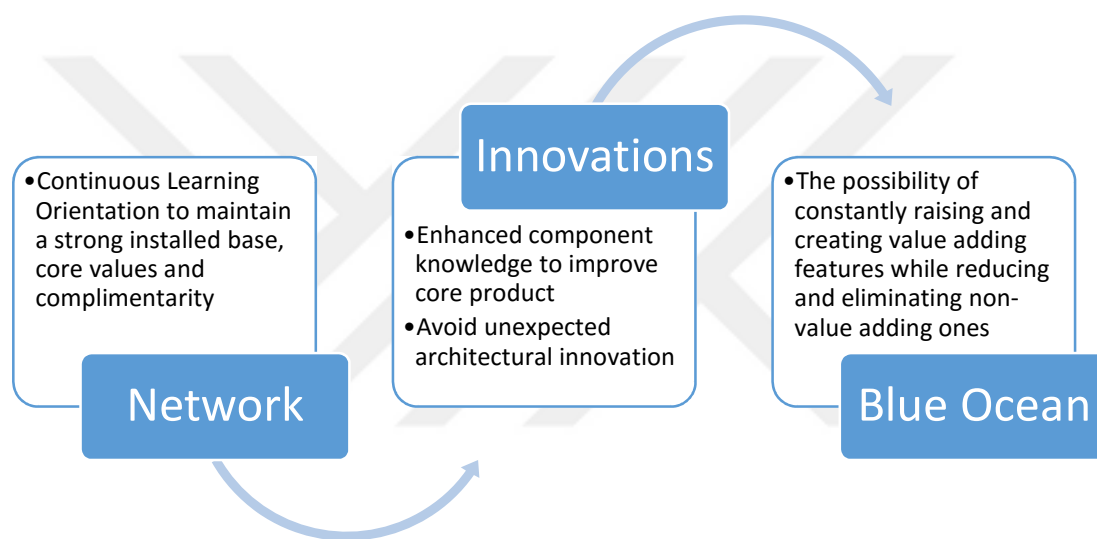 •Continuous Learning
Orientation to maintain
a strong installed base,
core values and
complimentarity
Network
Innovations
•Enhanced component
knowledge to improve
core product
•Avoid unexpected
architectural innovation
•The possibility of
constantly raising and
creating value adding
features while reducing
and eliminating non-
value adding ones
Blue Ocean